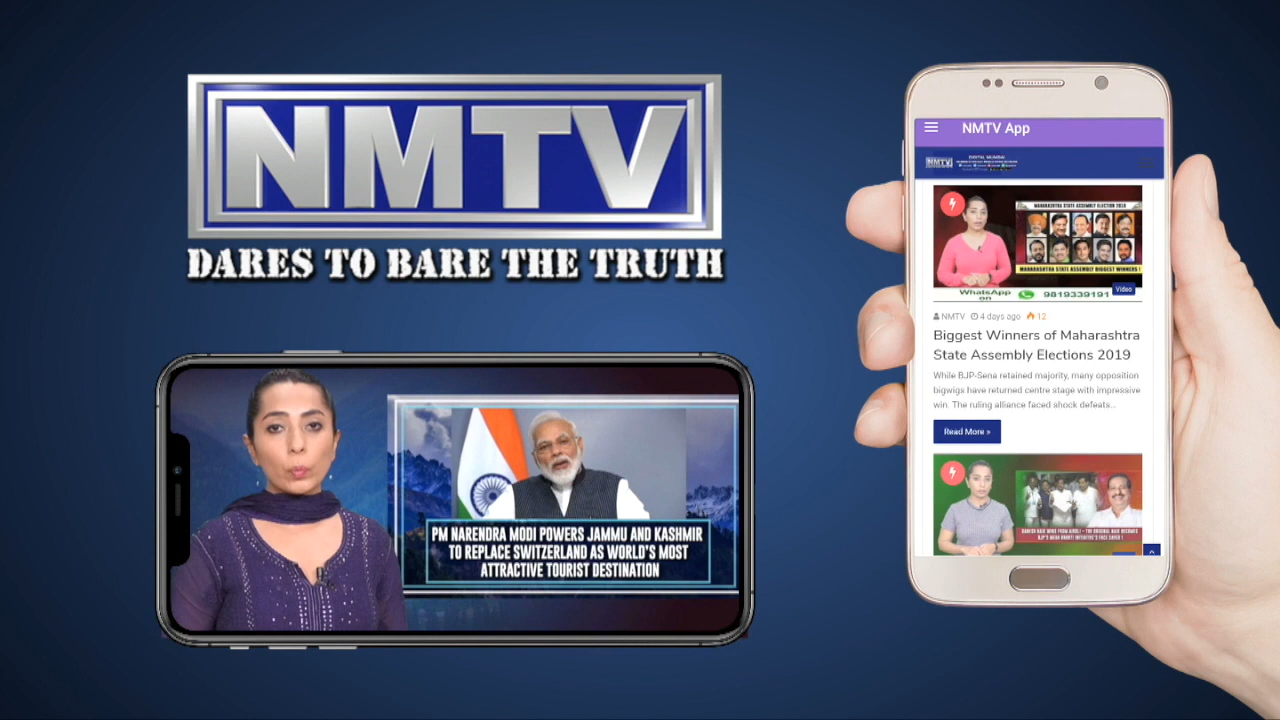 NMTV
DARES TO BARE THE TRUTH
PM NARENDRA MODI POWERS JAMMU AND KASHMIR
TO REPLACE SWITZERLAND AS WORLD'S MOST
ATTRACTIVE TOURIST DESTINATION
NMTV App
NMTV
MAHARASHTRA STATE ASSEMBLY ELECTION 2019
MAHARASHTRA STATE ASSEMBLY BIGGEST WINNERS !
WhatsApp
on
9819339191
Video
NMTV 4 days ago 12
Biggest Winners of Maharashtra
State Assembly Elections 2019
While BJP-Sena retained majority, many opposition
bigwigs have returned centre stage with impressive
win. The ruling alliance faced shock defeats...
Read More »